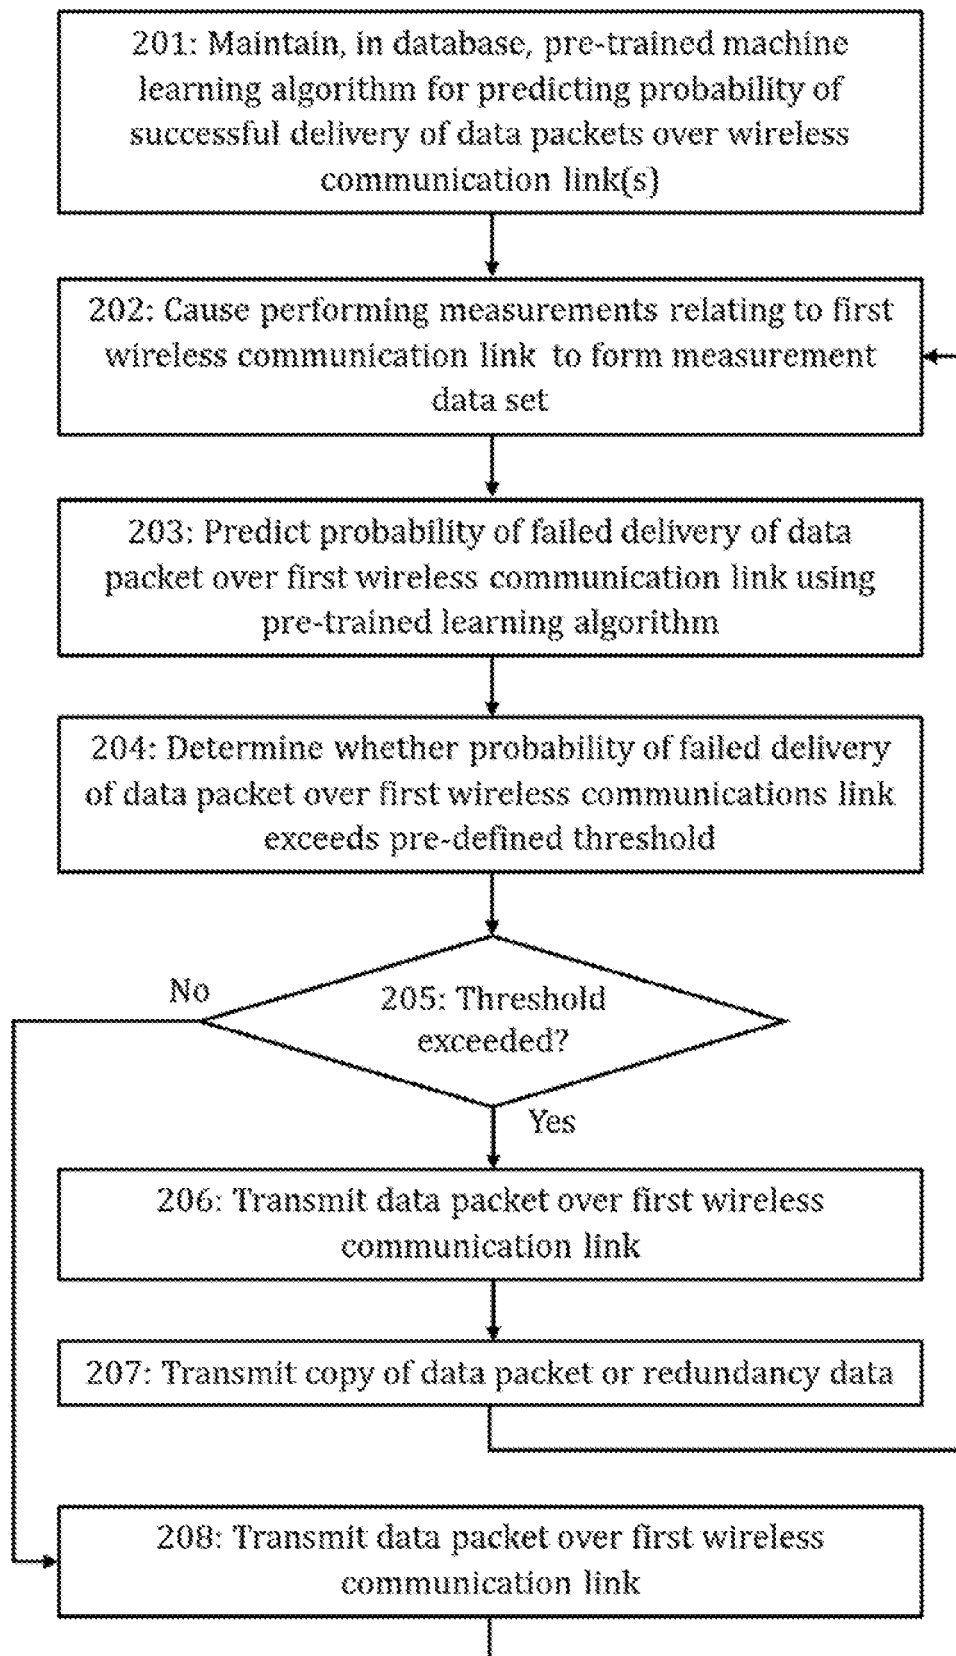 201: Maintain, in database, pre-trained machine
learning algorithm for predicting probability of
successful delivery of data packets over wireless
communication link(s)
202: Cause performing measurements relating to first
wireless communication link to form measurement
data set
203: Predict probability of failed delivery of data
packet over first wireless communication link using
pre-trained learning algorithm
204: Determine whether probability of failed delivery
of data packet over first wireless communications link
exceeds pre-defined threshold
No
205: Threshold
exceeded?
Yes
206: Transmit data packet over first wireless
communication link
207: Transmit copy of data packet or redundancy data
208: Transmit data packet over first wireless
communication link